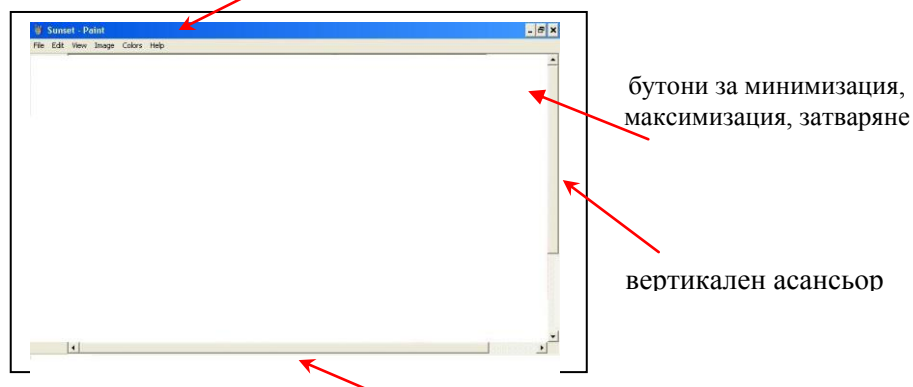 Sunset - Paint
File Edit View Image Colors Help
бутони за минимизация,
максимизация, затваряне
вертикален асансьор